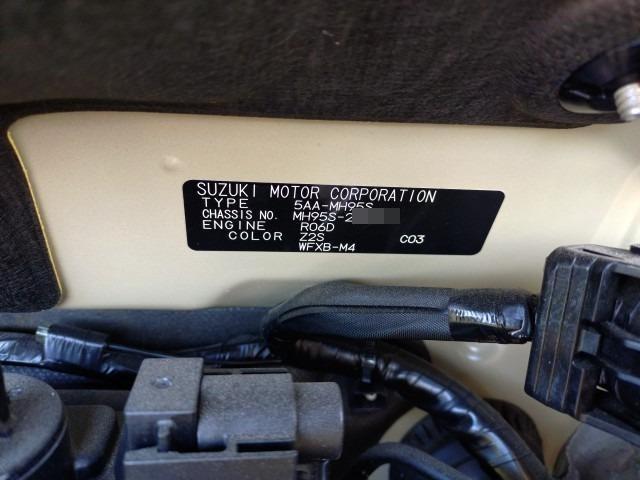 SUZUKI MOTOR CORPORATION
TYPE 5AA-MH95S
CHASSIS NO. MH95S-2
ENGINE R06D
COLOR Z2S C03
WFXB-M4